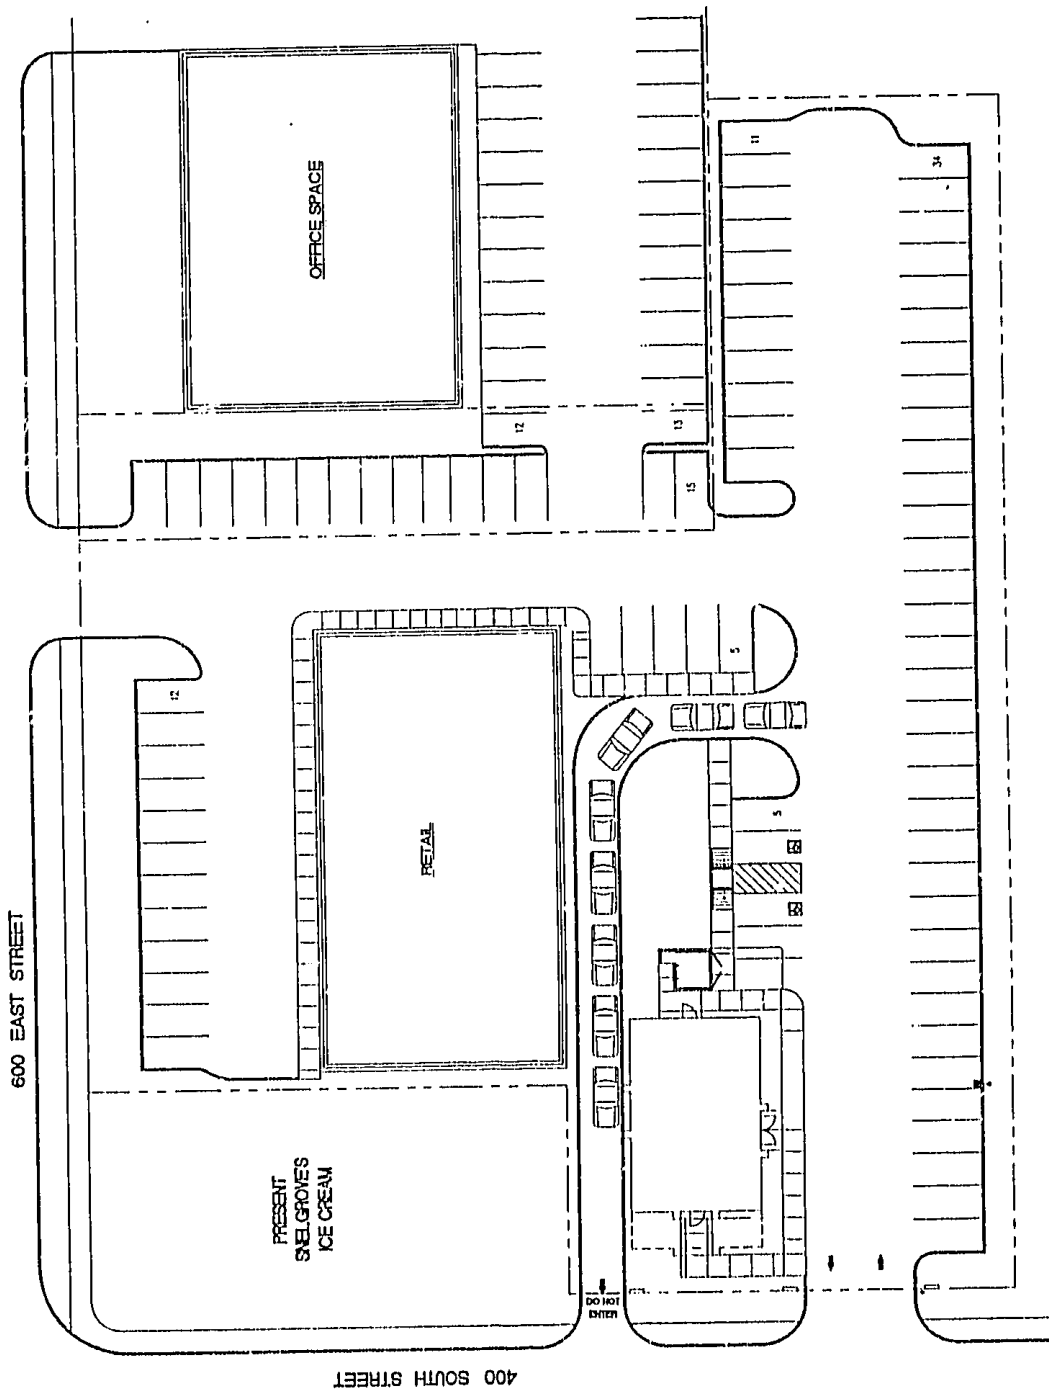 600 EAST STREET
OFFICE SPACE
11
34
12
13
15
12
5
RETAIL
5
PRESENT
SNELGROVES
ICE CREAM
DO NOT
ENTER
400 SOUTH STREET